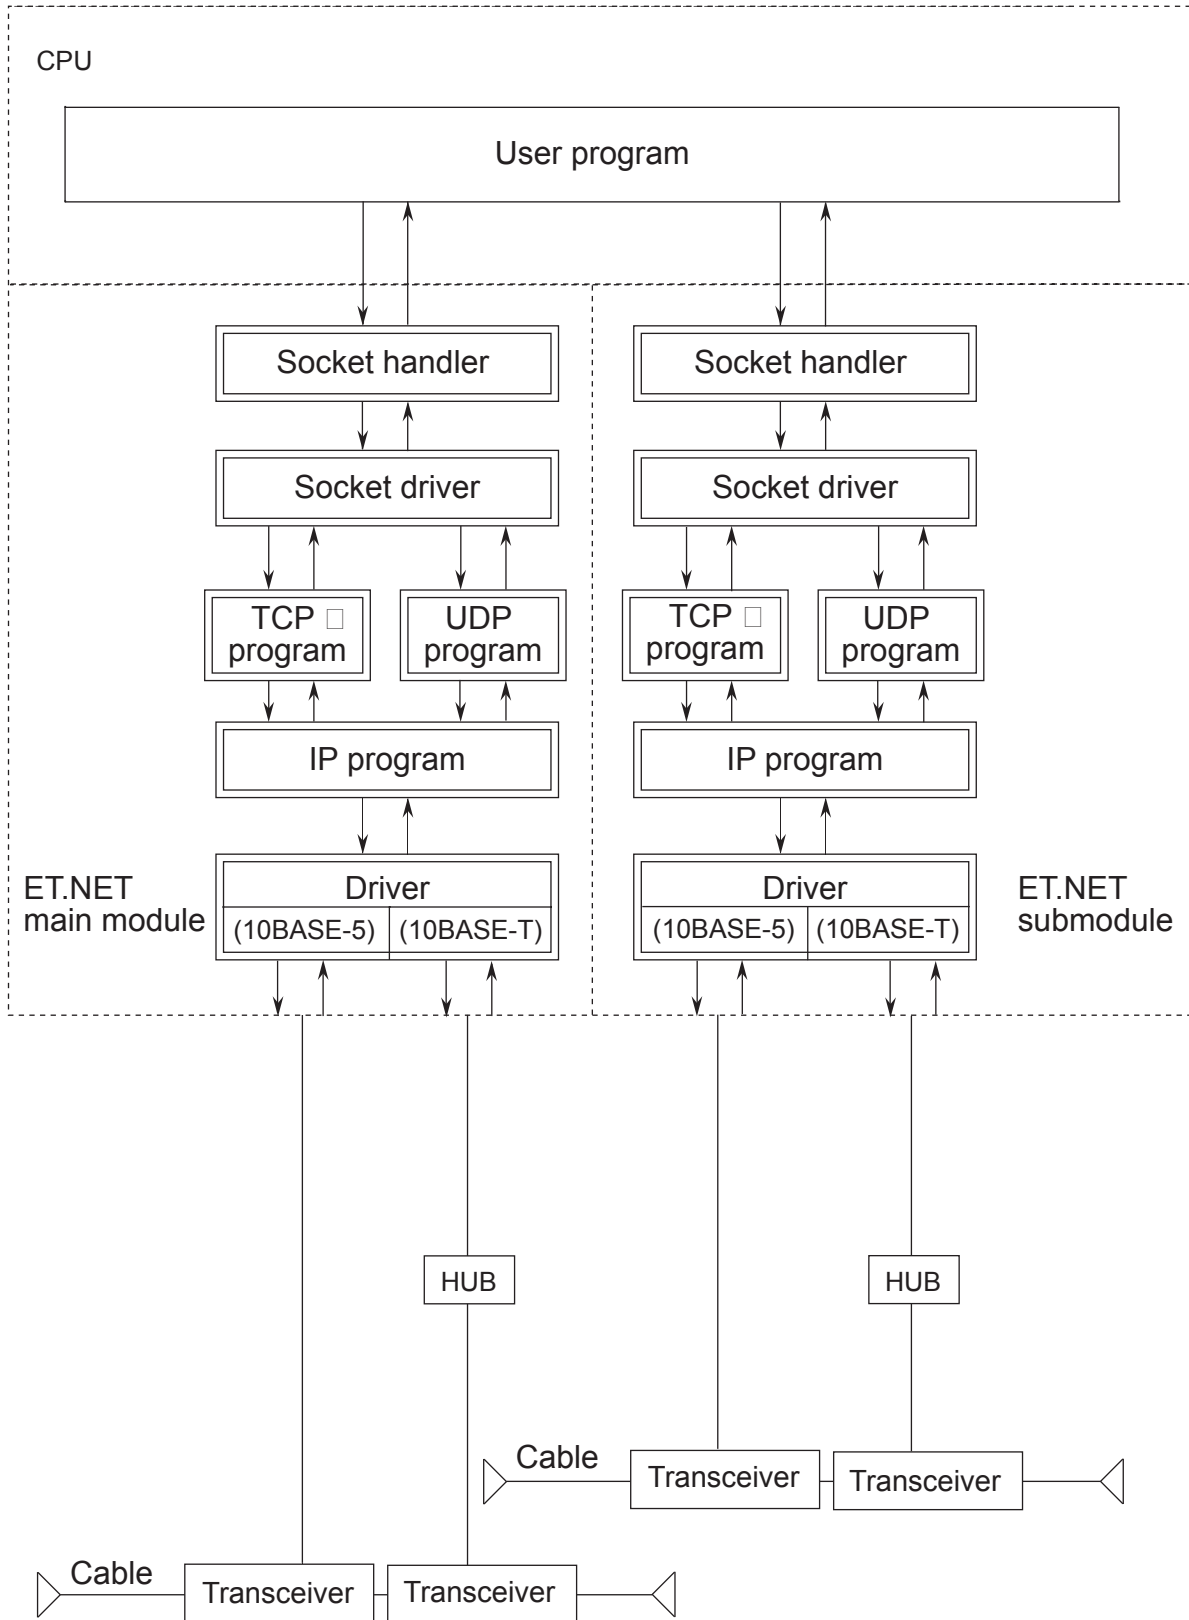 CPU
User program
Socket handler
Socket handler
Socket driver
Socket driver
TCP □
program
UDP
program
TCP □
program
UDP
program
IP program
IP program
ET.NET
main module
Driver
(10BASE-5) (10BASE-T)
Driver
(10BASE-5) (10BASE-T)
ET.NET
submodule
HUB
HUB
Cable
Transceiver
Transceiver
Cable
Transceiver
Transceiver